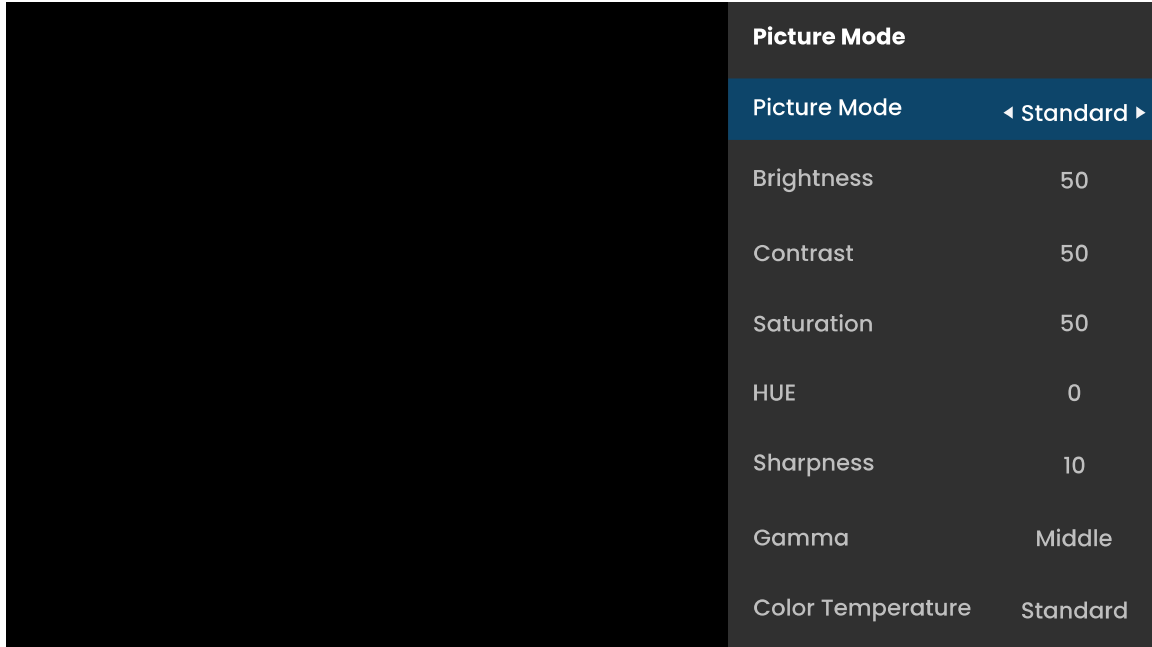 Picture Mode
Picture Mode Standard
Brightness 50
Contrast 50
Saturation 50
HUE 0
Sharpness 10
Gamma Middle
Color Temperature Standard